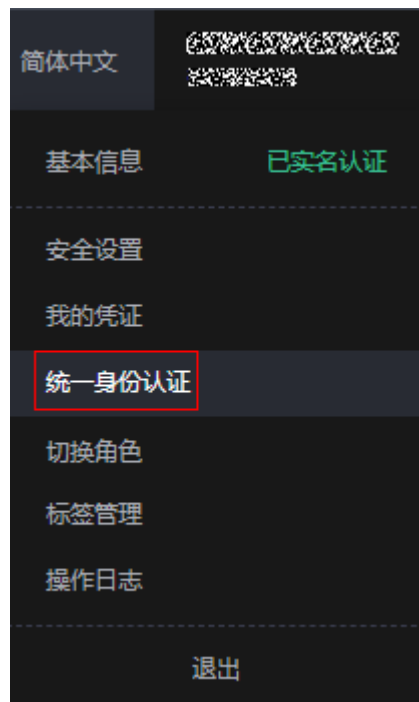 简体中文
基本信息 已实名认证
安全设置
我的凭证
统一身份认证
切换角色
标签管理
操作日志
退出